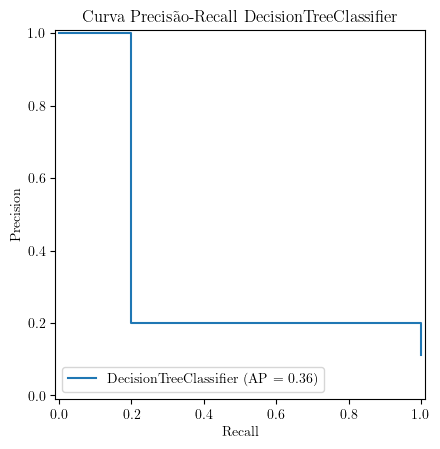 Curva Precisão-Recall DecisionTreeClassifier
1.0
0.8
0.6
0.4
0.2
0.0
Precision
DecisionTreeClassifier (AP = 0.36)
0.0 0.2 0.4 0.6 0.8 1.0
Recall